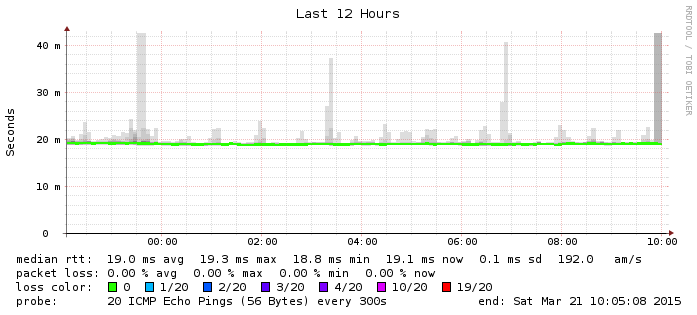 Last 12 Hours
RRDTOOL / TOBI OETIKER
Seconds
40 m
30 m
20 m
10 m
0
00:00 02:00 04:00 06:00 08:00 10:00
median rtt: 19.0 ms avg 19.3 ms max 18.8 ms min 19.1 ms now 0.1 ms sd 192.0 am/s
packet loss: 0.00 % avg 0.00 % max 0.00 % min 0.00 % now
loss color: 0 1/20 2/20 3/20 4/20 10/20 19/20
probe: 20 ICMP Echo Pings (56 Bytes) every 300s end: Sat Mar 21 10:05:08 2015